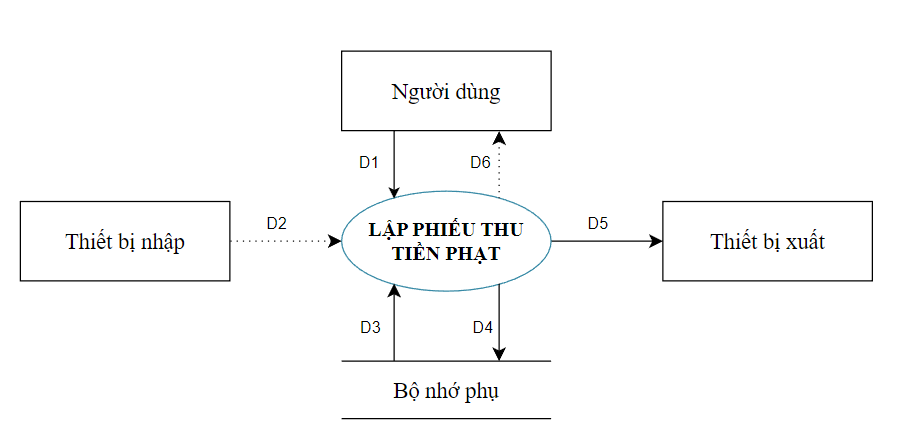 Người dùng
D1
D6
Thiết bị nhập
D2
LẬP PHIẾU THU
TIỀN PHẠT
D5
Thiết bị xuất
D3
D4
Bộ nhớ phụ